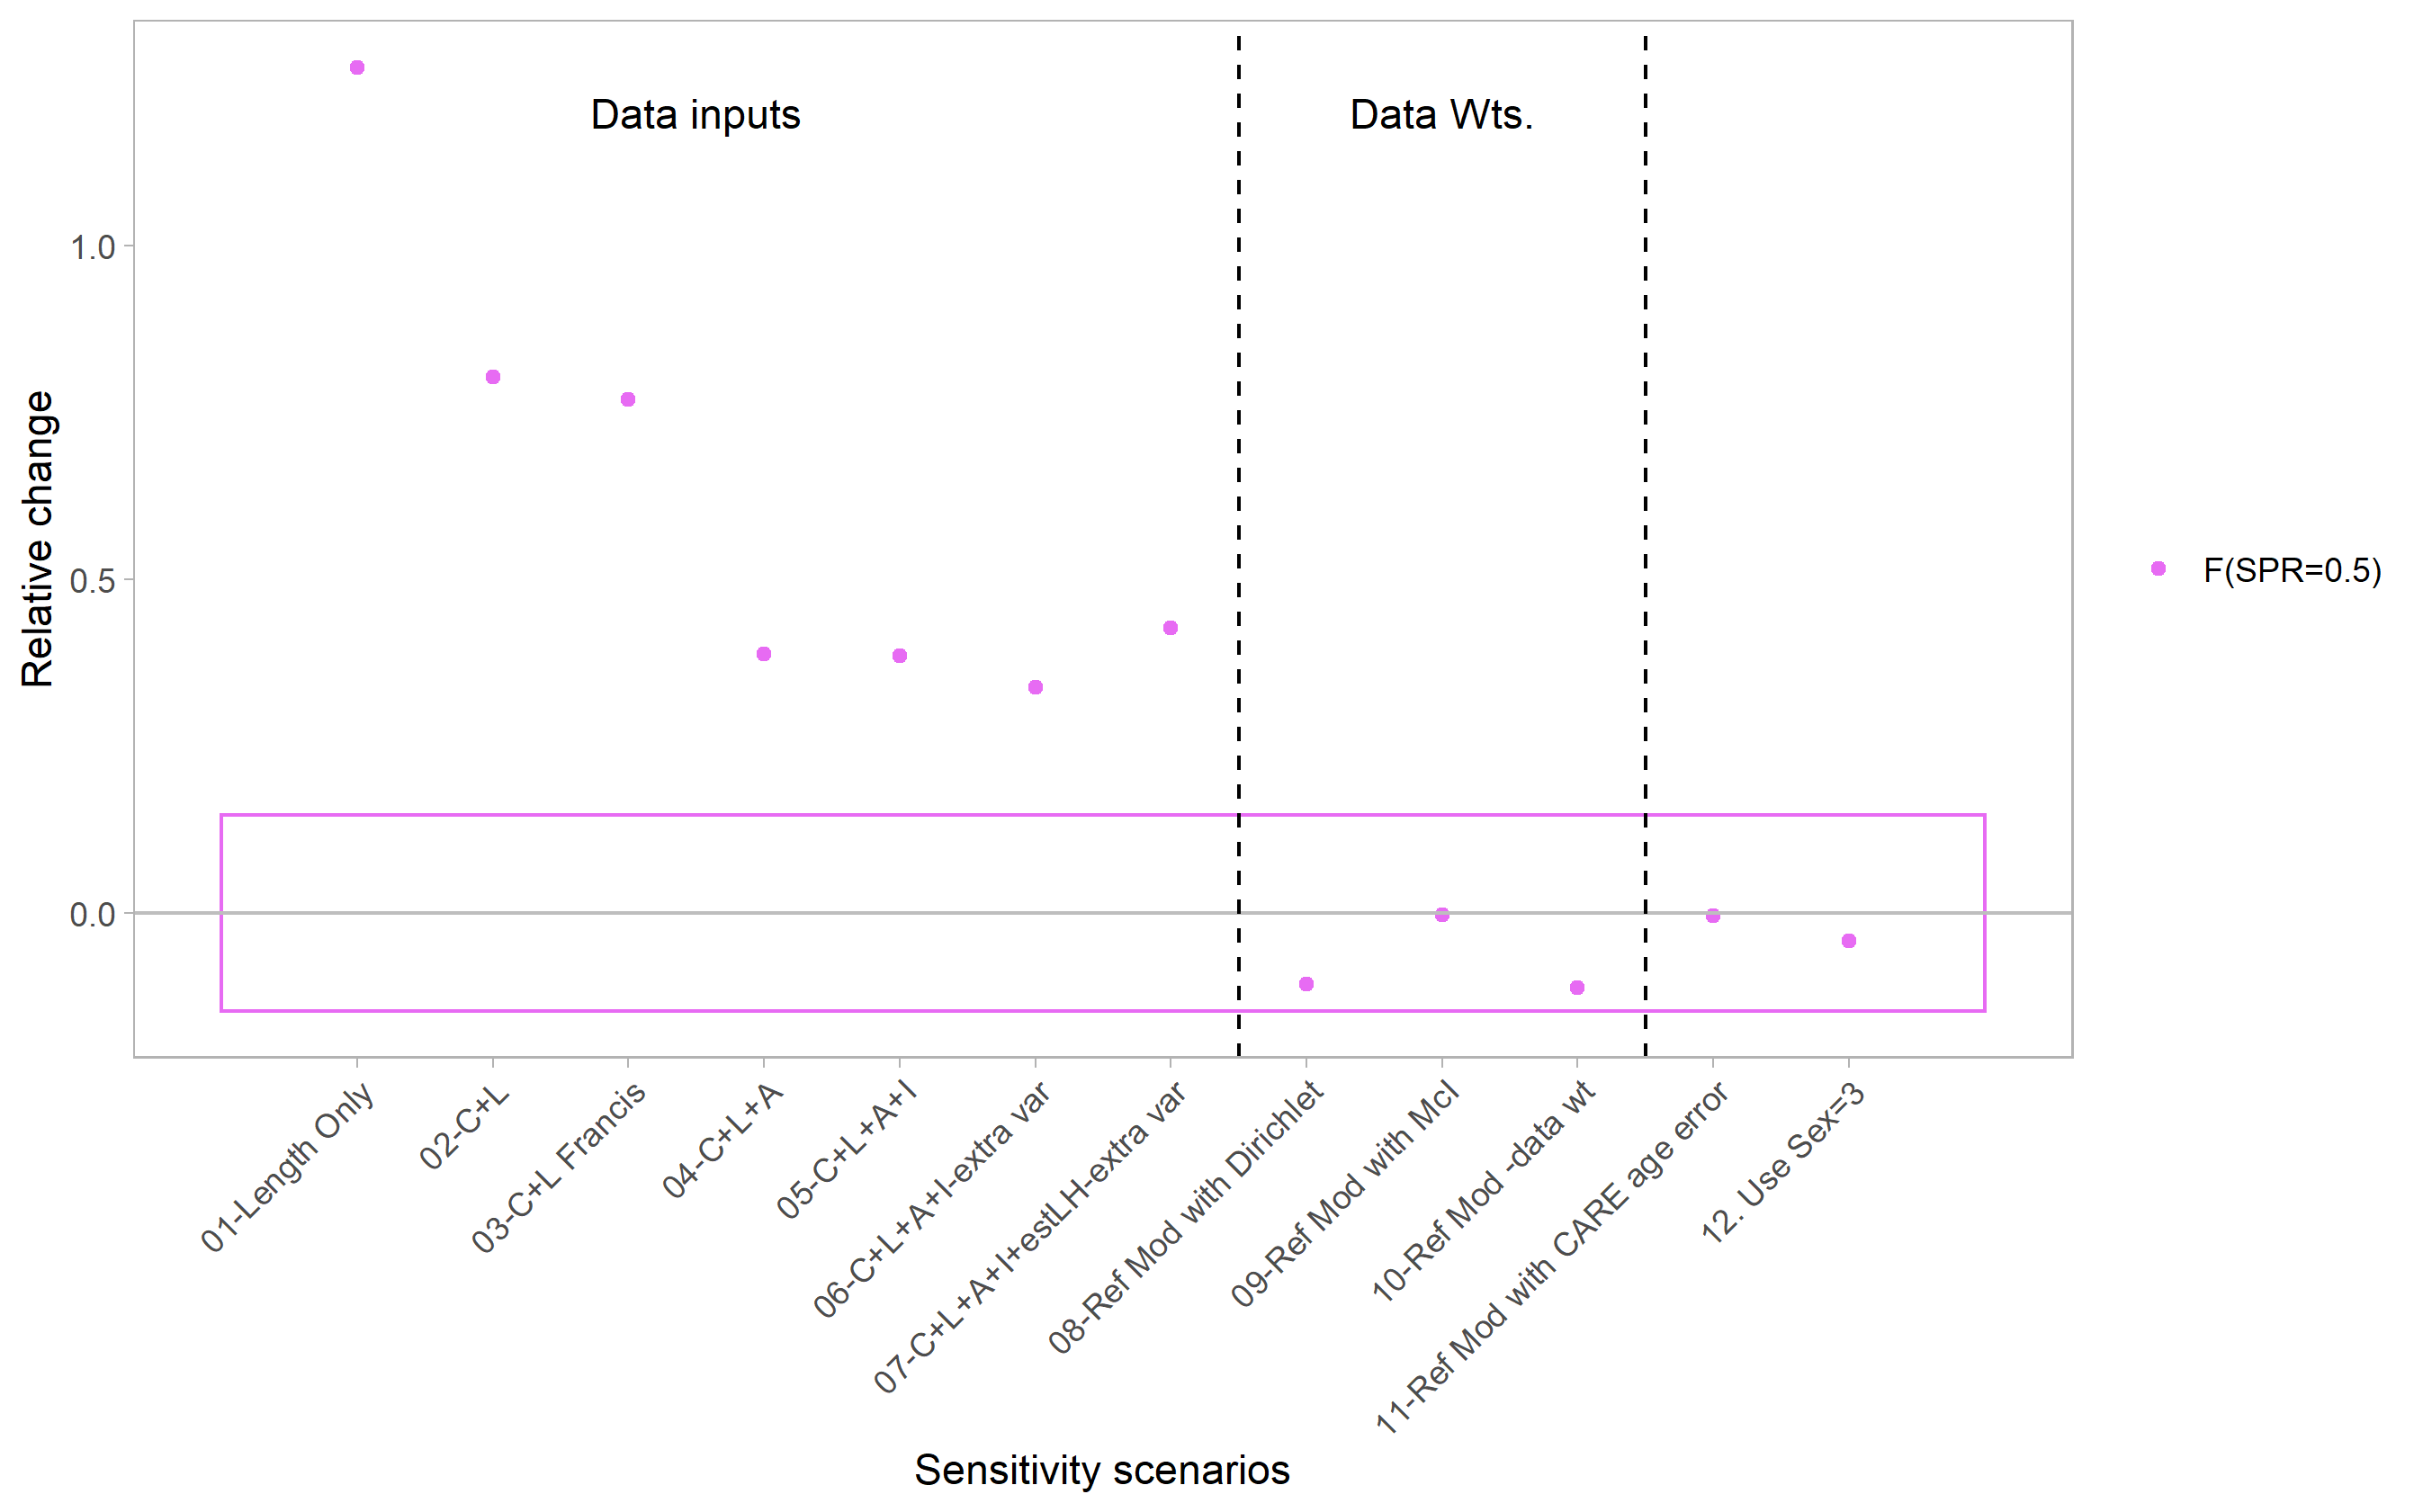 Data inputs
Data Wts.
Relative change
1.0
0.5
0.0
F(SPR=0.5)
01-Length Only
02-C+L
03-C+L Francis
04-C+L+A
05-C+L+A+I
06-C+L+A+I-extra var
07-C+L+A+I+estLH-extra var
08-Ref Mod with Dirichlet
09-Ref Mod with McI
10-Ref Mod -data wt
11-Ref Mod with CARE age error
12. Use Sex=3
Sensitivity scenarios